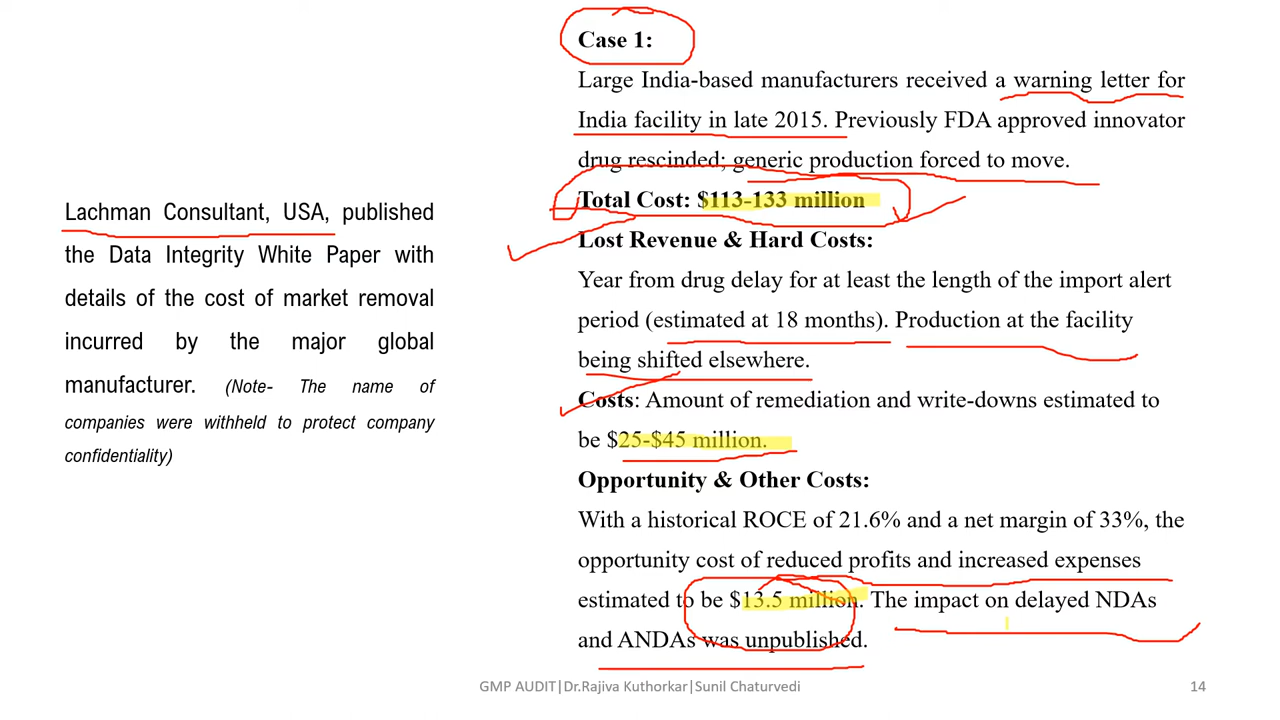 Lachman Consultant, USA, published
the Data Integrity White Paper with
details of the cost of market removal
incurred by the major global
manufacturer. (Note- The name of
companies were withheld to protect company
confidentiality)
Case 1:
Large India-based manufacturers received a warning letter for
India facility in late 2015. Previously FDA approved innovator
drug rescinded; generic production forced to move.
Total Cost: $113-133 million
Lost Revenue & Hard Costs:
Year from drug delay for at least the length of the import alert
period (estimated at 18 months). Production at the facility
being shifted elsewhere.
Costs: Amount of remediation and write-downs estimated to
be $25-$45 million.
Opportunity & Other Costs:
With a historical ROCE of 21.6% and a net margin of 33%, the
opportunity cost of reduced profits and increased expenses
estimated to be $13.5 million. The impact on delayed NDAs
and ANDAs was unpublished.
GMP AUDIT|Dr.Rajiva Kuthorkar|Sunil Chaturvedi
14